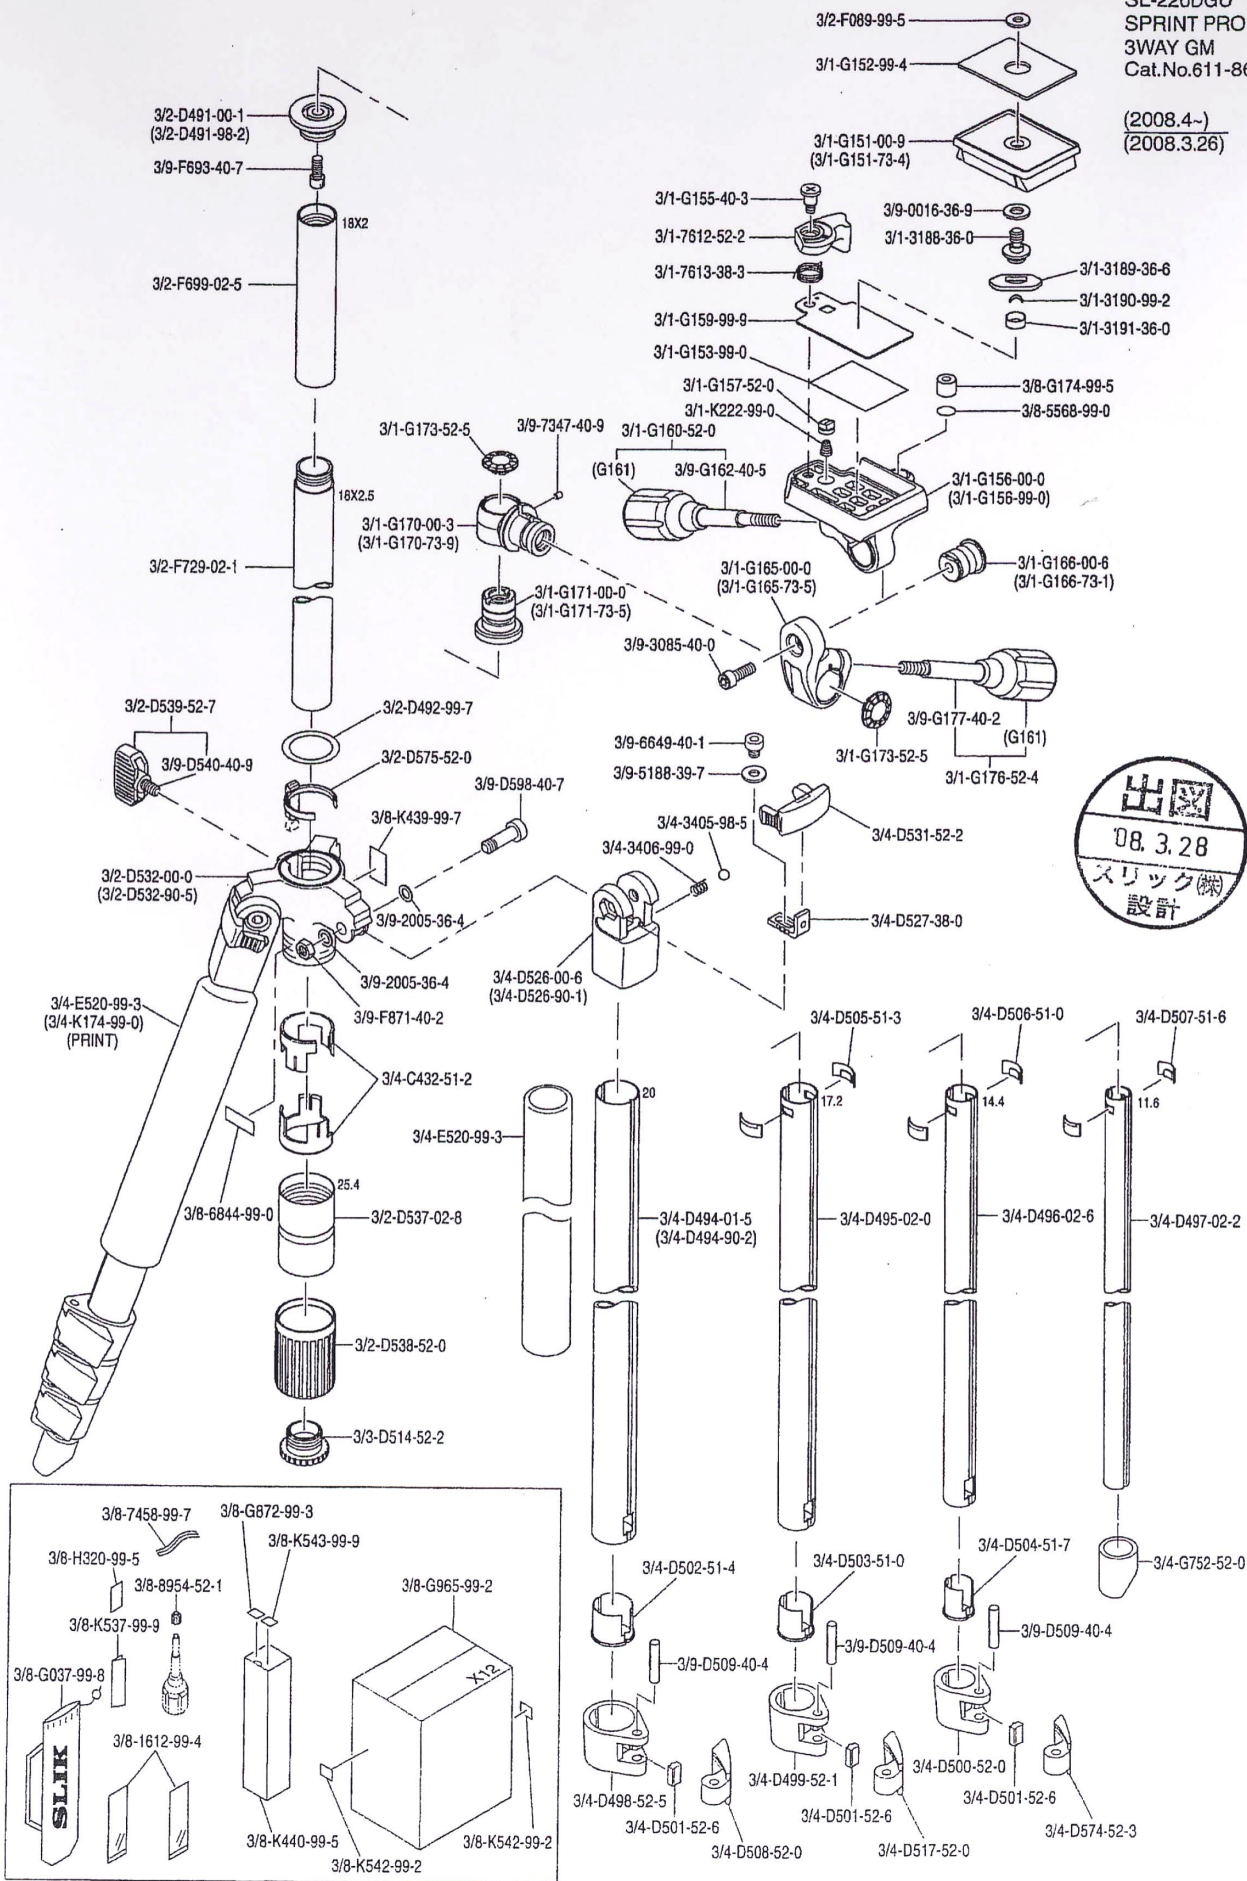 SL-220DGU
SPRINT PRO
3WAY GM
Cat.No.611-86
(2008.4~)
(2008.3.26)
3/2-F089-99-5
3/1-G152-99-4
3/1-G151-00-9
(3/1-G151-73-4)
3/2-D491-00-1
(3/2-D491-98-2)
3/9-F693-40-7
18X2
3/2-F699-02-5
3/1-G155-40-3
3/1-7612-52-2
3/1-7613-38-3
3/1-G159-99-9
3/1-G153-99-0
3/1-G157-52-0
3/1-K222-99-0
3/9-0016-36-9
3/1-3188-36-0
3/1-3189-36-6
3/1-3190-99-2
3/1-3191-36-0
3/8-G174-99-5
3/8-5568-99-0
3/1-G173-52-5
3/9-7347-40-9
3/1-G160-52-0
(G161)
3/9-G162-40-5
3/1-G156-00-0
(3/1-G156-99-0)
18X2.5
3/2-F729-02-1
3/1-G170-00-3
(3/1-G170-73-9)
3/1-G171-00-0
(3/1-G171-73-5)
3/1-G165-00-0
(3/1-G165-73-5)
3/1-G166-00-6
(3/1-G166-73-1)
3/9-3085-40-0
3/9-G177-40-2
(G161)
3/1-G173-52-5
3/1-G176-52-4
3/2-D539-52-7
3/9-D540-40-9
3/2-D492-99-7
3/2-D575-52-0
3/9-D598-40-7
3/8-K439-99-7
3/9-6649-40-1
3/9-5188-39-7
3/4-3405-98-5
3/4-3406-99-0
3/4-D531-52-2
3/4-D527-38-0
出図
'08. 3. 28
スリック(株)
設計
3/2-D532-00-0
(3/2-D532-90-5)
3/9-2005-36-4
3/9-2005-36-4
3/9-F871-40-2
3/4-D526-00-6
(3/4-D526-90-1)
3/4-E520-99-3
(3/4-K174-99-0)
(PRINT)
3/4-C432-51-2
3/4-E520-99-3
3/8-6844-99-0
25.4
3/2-D537-02-8
3/2-D538-52-0
3/3-D514-52-2
20
3/4-D494-01-5
(3/4-D494-90-2)
3/4-D505-51-3
17.2
3/4-D495-02-0
3/4-D506-51-0
14.4
3/4-D496-02-6
3/4-D507-51-6
11.6
3/4-D497-02-2
3/4-D502-51-4
3/4-D503-51-0
3/4-D504-51-7
3/4-G752-52-0
3/9-D509-40-4
3/9-D509-40-4
3/9-D509-40-4
3/4-D498-52-5
3/4-D501-52-6
3/4-D508-52-0
3/4-D499-52-1
3/4-D501-52-6
3/4-D517-52-0
3/4-D500-52-0
3/4-D501-52-6
3/4-D574-52-3
3/8-7458-99-7
3/8-H320-99-5
3/8-8954-52-1
3/8-K537-99-9
3/8-G037-99-8
3/8-1612-99-4
SLIK
3/8-G872-99-3
3/8-K543-99-9
3/8-G965-99-2
X12
3/8-K440-99-5
3/8-K542-99-2
3/8-K542-99-2